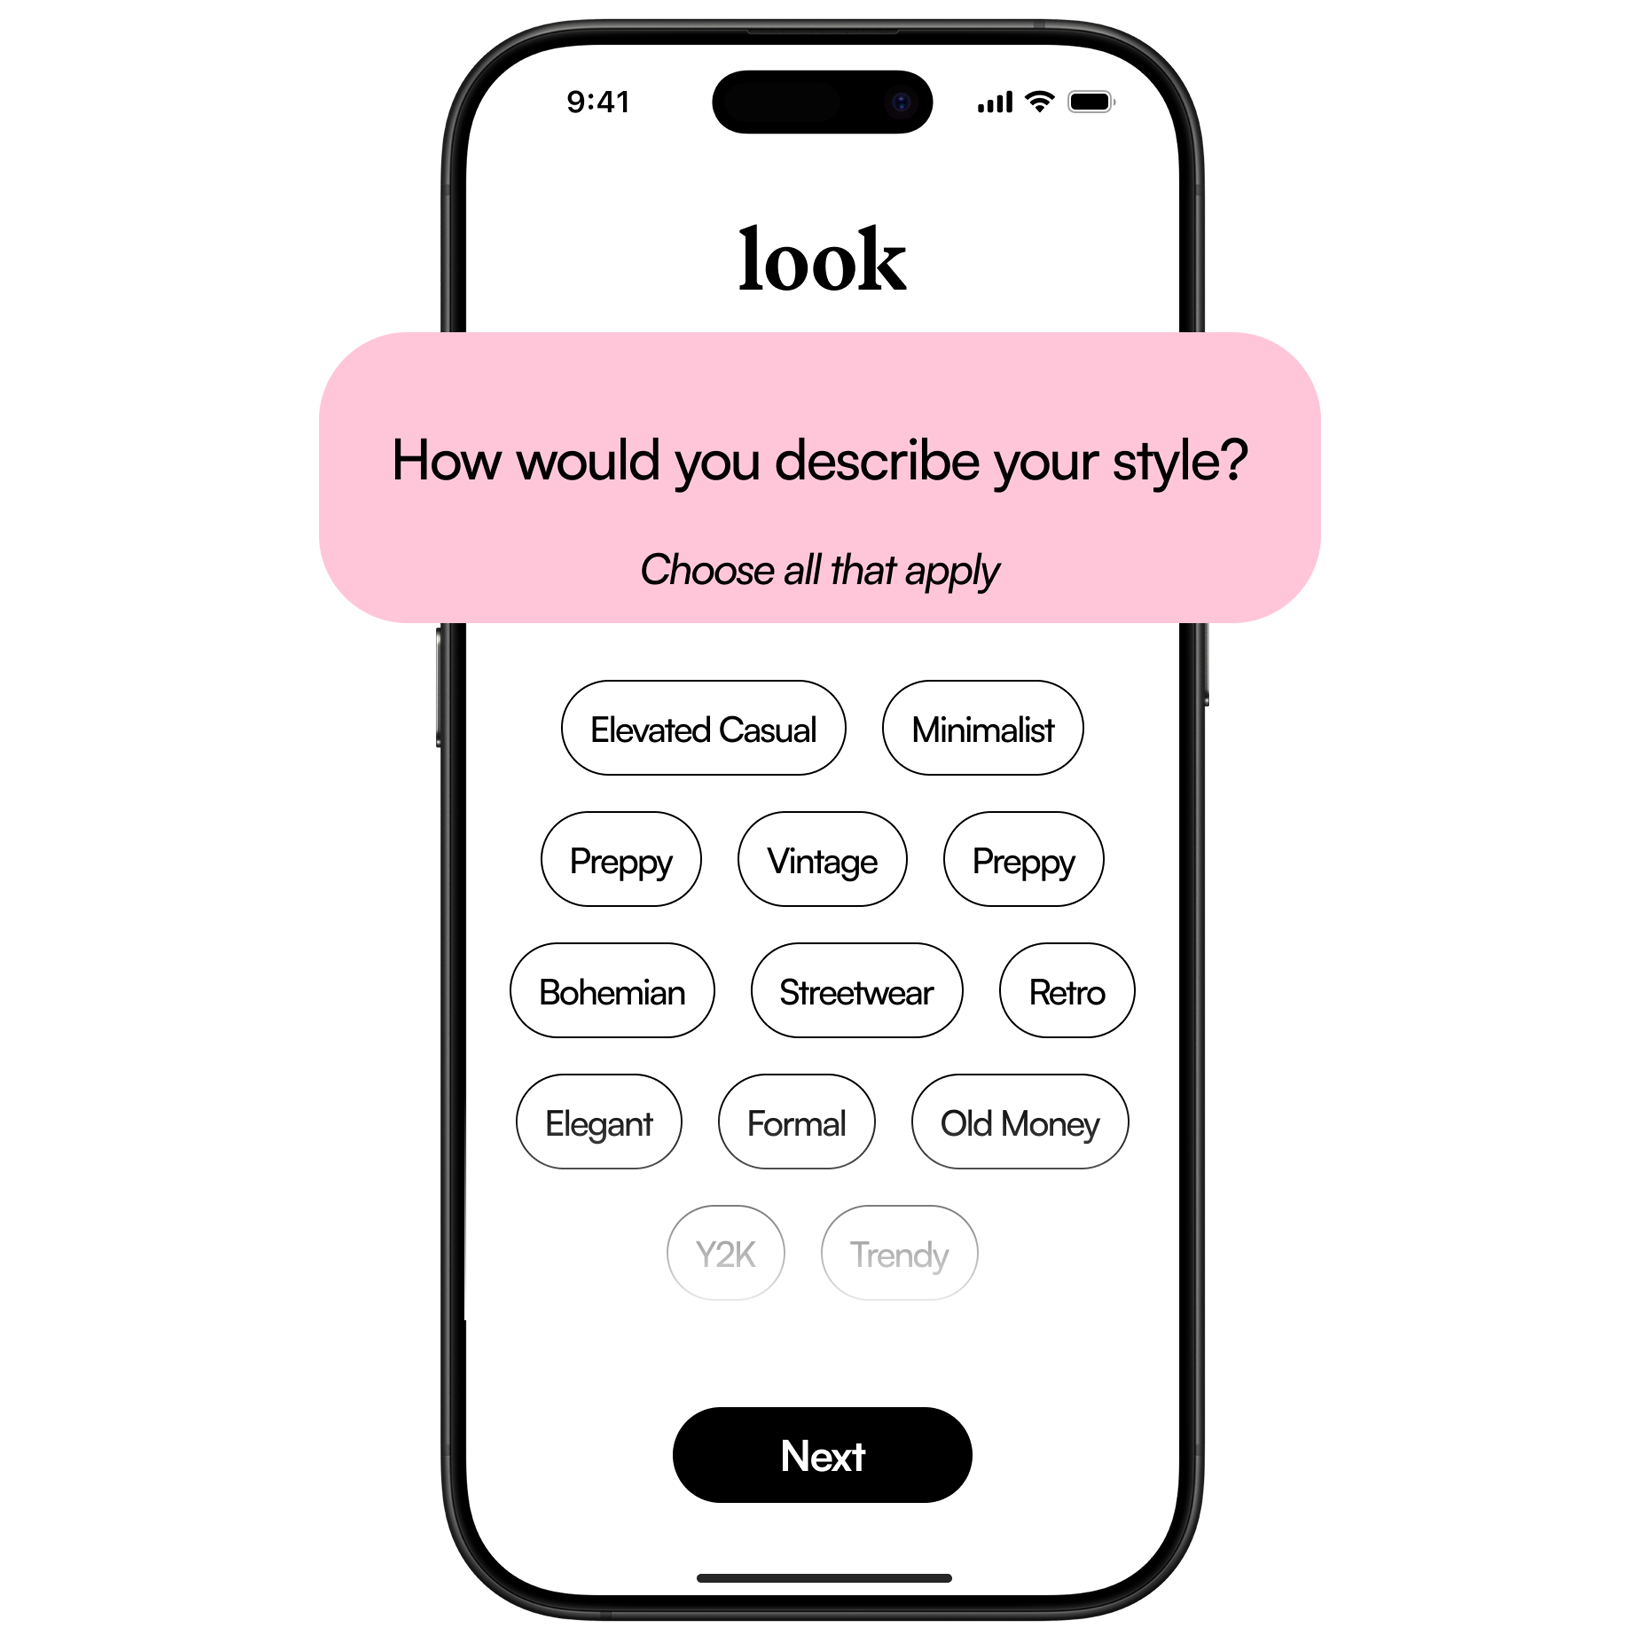 9:41
look
How would you describe your style?
Choose all that apply
Elevated Casual Minimalist
Preppy Vintage Preppy
Bohemian Streetwear Retro
Elegant Formal Old Money
Y2K Trendy
Next